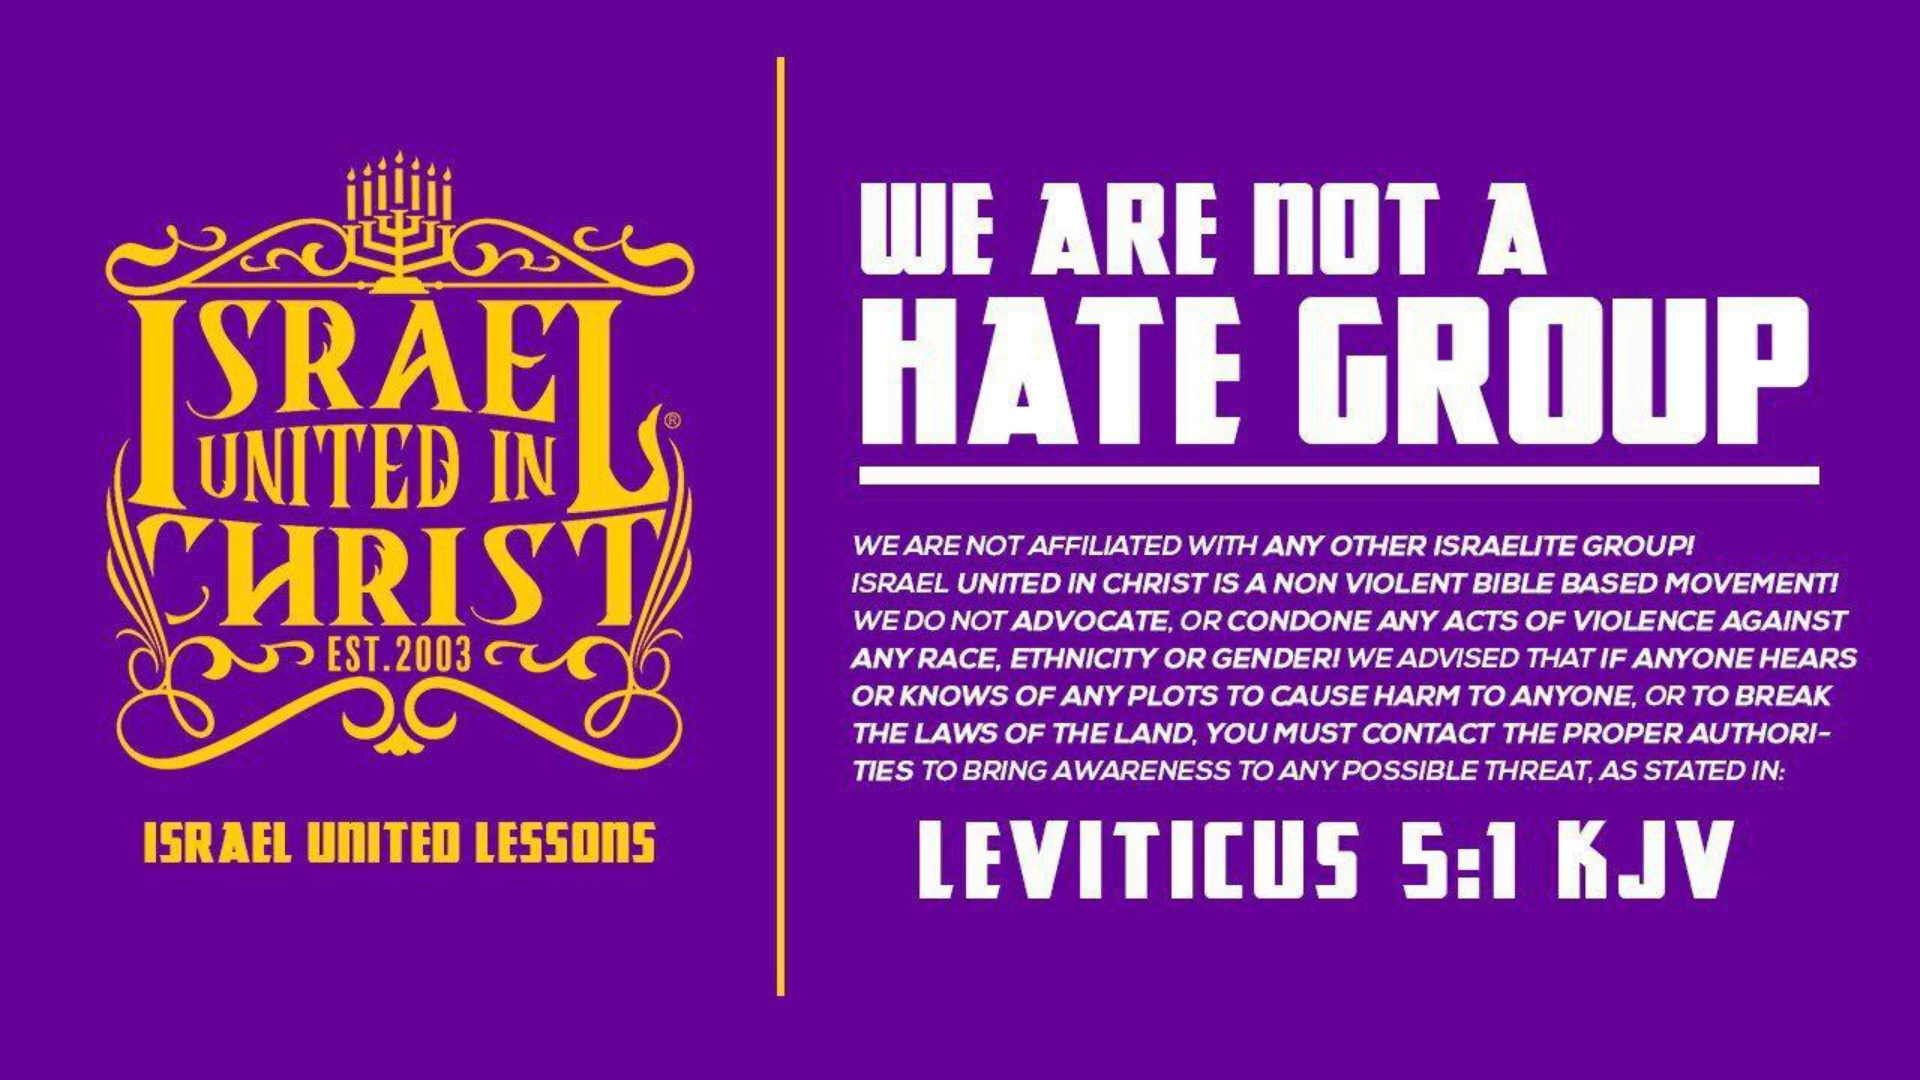 ISRAEL
UNITED IN
CHRIST
®
EST.2003
ISRAEL UNITED LESSONS
WE ARE NOT A
HATE GROUP
WE ARE NOT AFFILIATED WITH ANY OTHER ISRAELITE GROUP!
ISRAEL UNITED IN CHRIST IS A NON VIOLENT BIBLE BASED MOVEMENT!
WE DO NOT ADVOCATE, OR CONDONE ANY ACTS OF VIOLENCE AGAINST
ANY RACE, ETHNICITY OR GENDER! WE ADVISED THAT IF ANYONE HEARS
OR KNOWS OF ANY PLOTS TO CAUSE HARM TO ANYONE, OR TO BREAK
THE LAWS OF THE LAND, YOU MUST CONTACT THE PROPER AUTHORI-
TIES TO BRING AWARENESS TO ANY POSSIBLE THREAT, AS STATED IN:
LEVITICUS 5:1 KJV